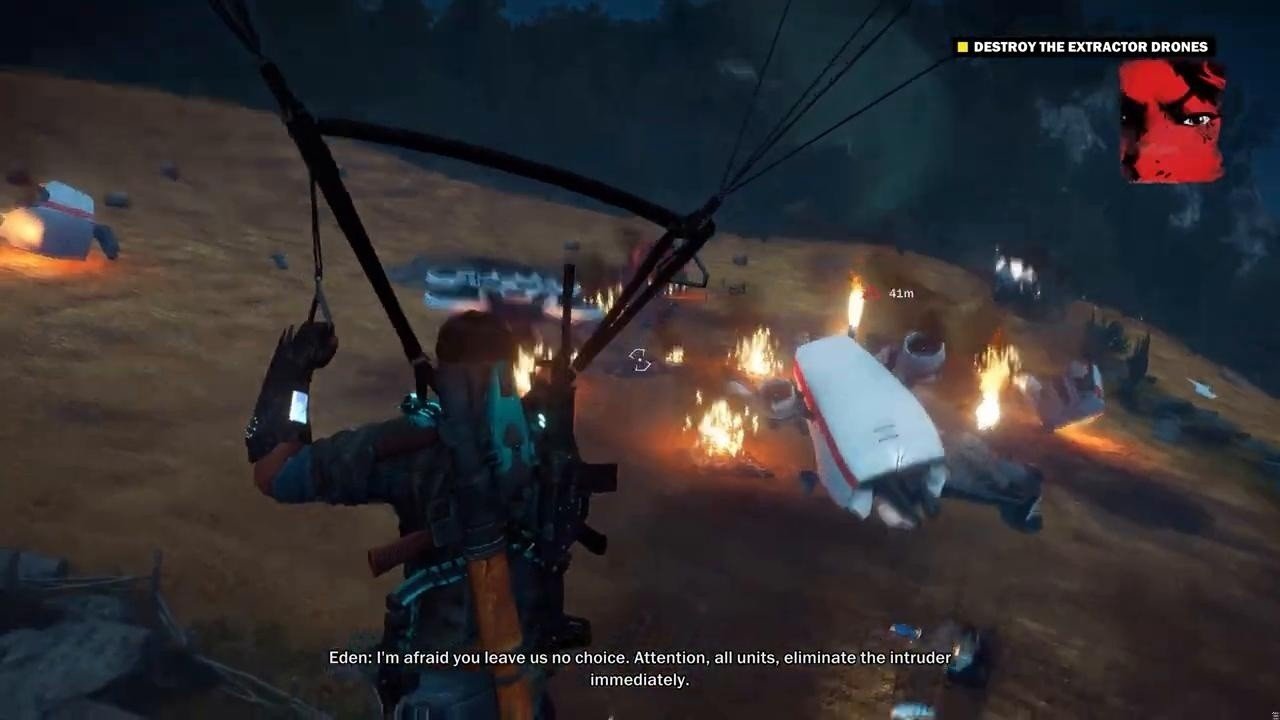 DESTROY THE EXTRACTOR DRONES
41m
Eden: I'm afraid you leave us no choice. Attention, all units, eliminate the intruder
immediately.